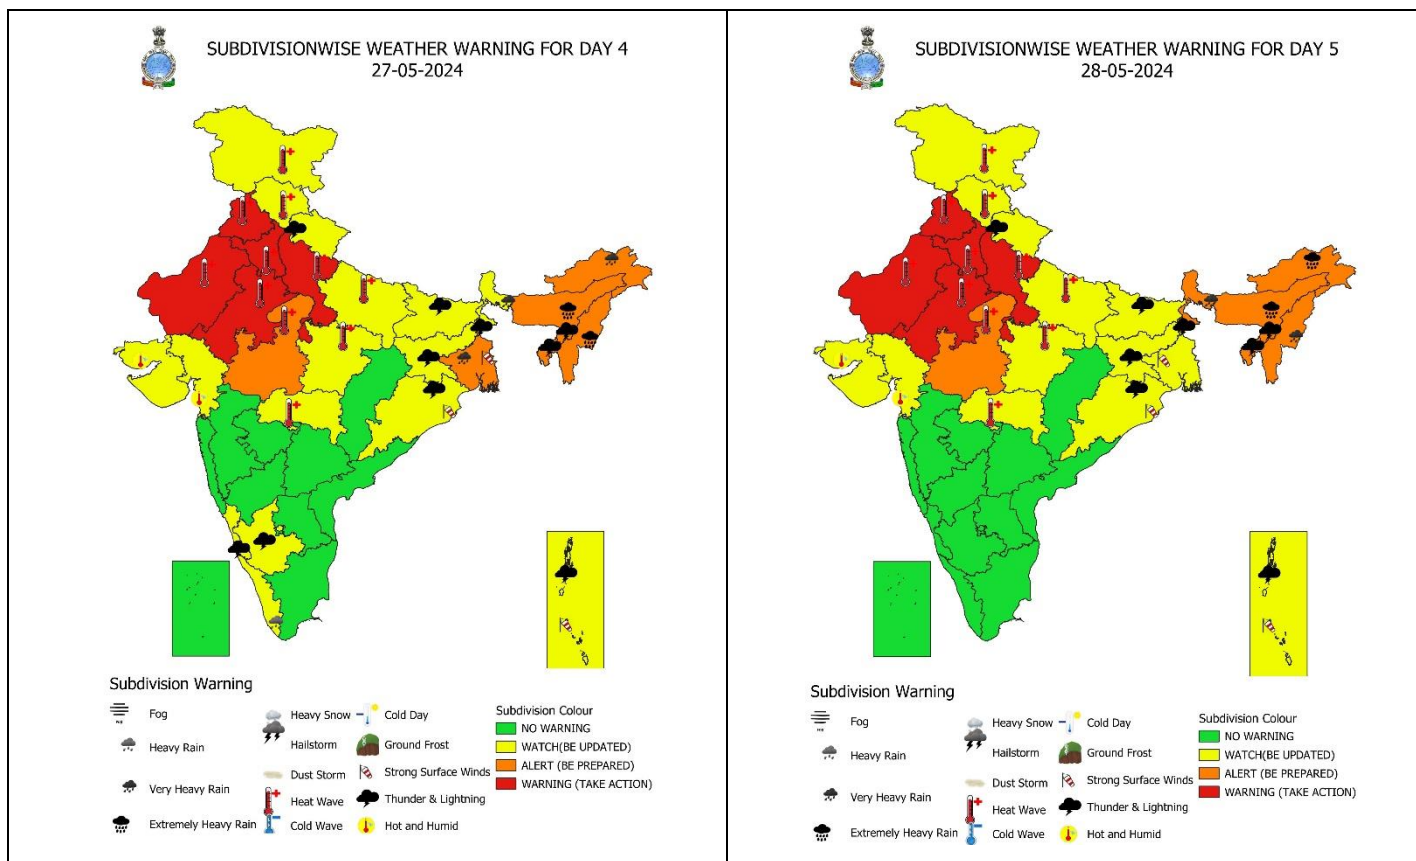 SUBDIVISIONWISE WEATHER WARNING FOR DAY 4
27-05-2024
Subdivision Warning
Fog
Heavy Rain
Very Heavy Rain
Extremely Heavy Rain
Heavy Snow
Hailstorm
Dust Storm
Heat Wave
Cold Wave
Cold Day
Ground Frost
Strong Surface Winds
Thunder & Lightning
Hot and Humid
Subdivision Colour
NO WARNING
WATCH(BE UPDATED)
ALERT (BE PREPARED)
WARNING (TAKE ACTION)
SUBDIVISIONWISE WEATHER WARNING FOR DAY 5
28-05-2024
Subdivision Warning
Fog
Heavy Rain
Very Heavy Rain
Extremely Heavy Rain
Heavy Snow
Hailstorm
Dust Storm
Heat Wave
Cold Wave
Cold Day
Ground Frost
Strong Surface Winds
Thunder & Lightning
Hot and Humid
Subdivision Colour
NO WARNING
WATCH(BE UPDATED)
ALERT (BE PREPARED)
WARNING (TAKE ACTION)